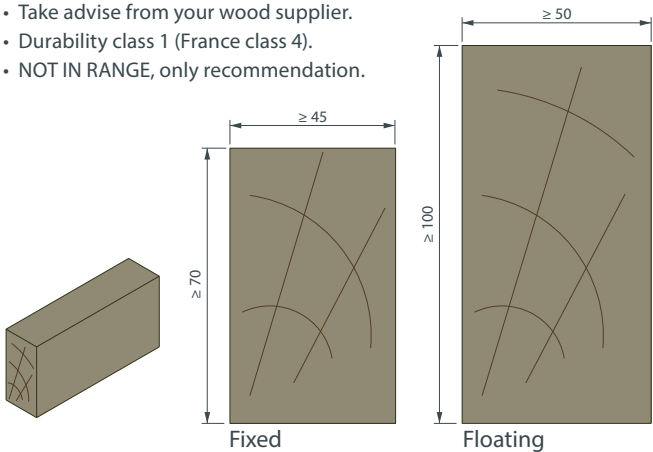 • Take advise from your wood supplier.
• Durability class 1 (France class 4).
• NOT IN RANGE, only recommendation.
≥ 50
≥ 45
≥ 100
≥ 70
Fixed
Floating